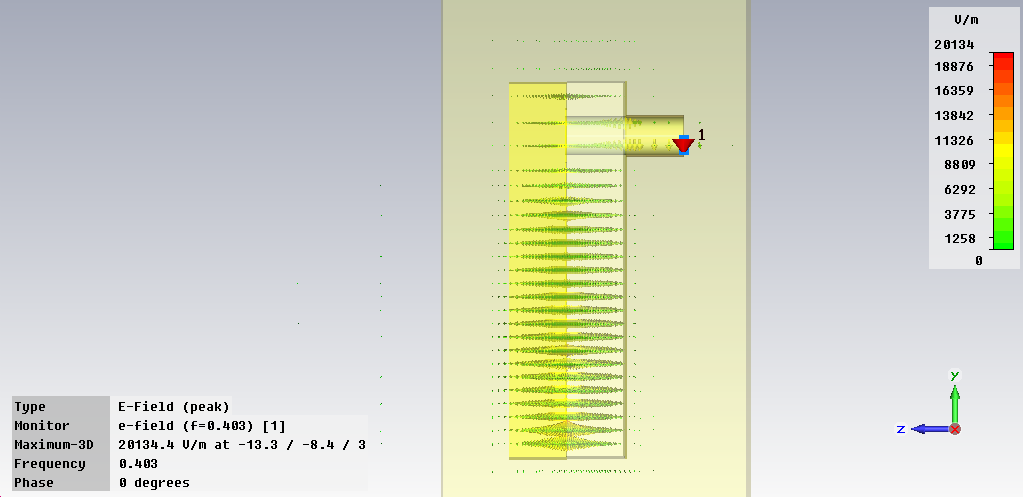 V/m
20134
18876
16359
13842
11326
8809
6292
3775
1258
0
1
y
z
Type E-Field (peak)
Monitor e-field (f=0.403) [1]
Maximum-3D 20134.4 V/m at -13.3 / -8.4 / 3
Frequency 0.403
Phase 0 degrees